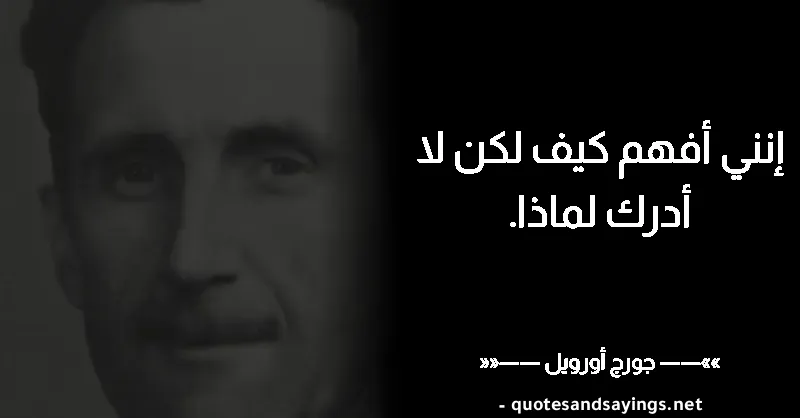 إنني أفهم كيف لكن لا
أدرك لماذا.
»»—— جورج أورويل ——««
- quotesandsayings.net